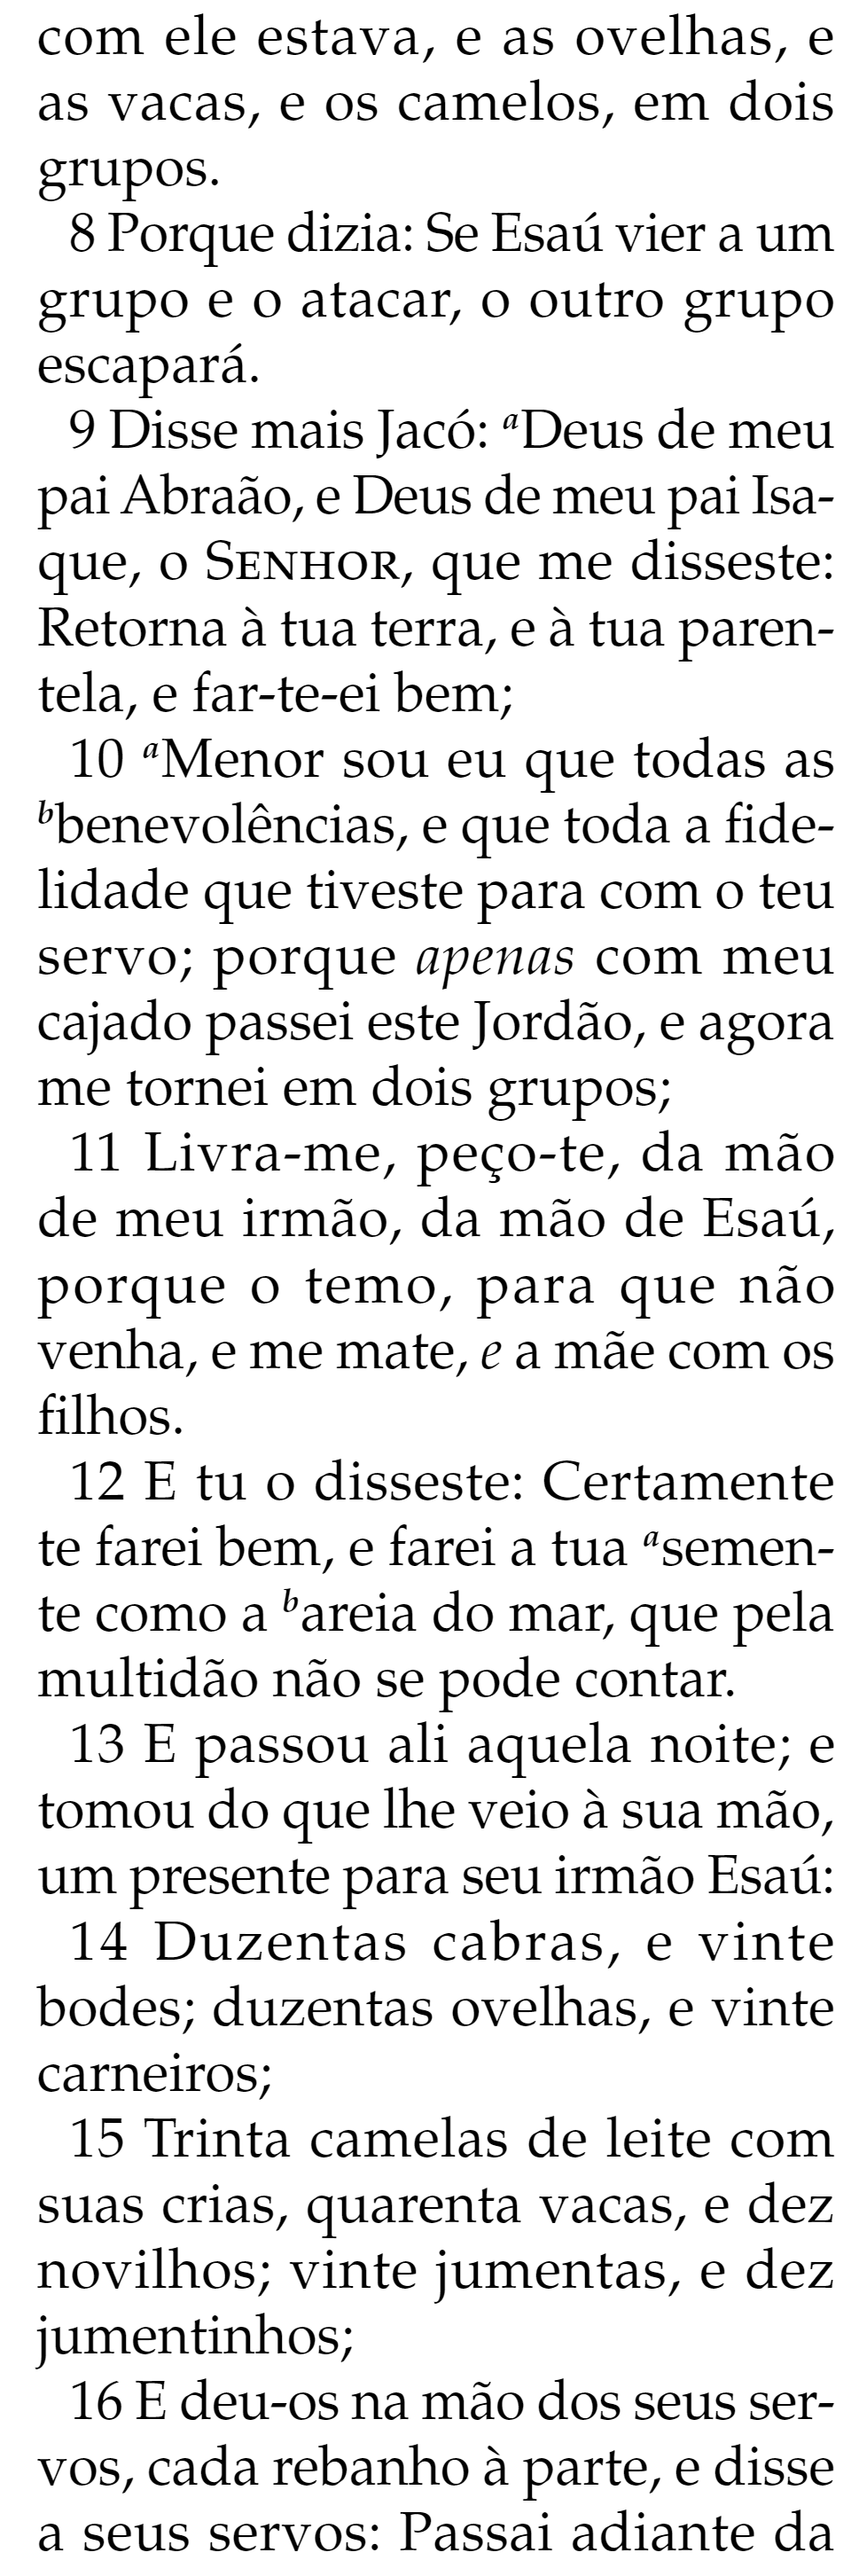 com ele estava, e as ovelhas, e
as vacas, e os camelos, em dois
grupos.
8 Porque dizia: Se Esaú vier a um
grupo e o atacar, o outro grupo
escapará.
9 Disse mais Jacó: aDeus de meu
pai Abraão, e Deus de meu pai Isa-
que, o SENHOR, que me disseste:
Retorna à tua terra, e à tua paren-
tela, e far-te-ei bem;
10 aMenor sou eu que todas as
bbenevolências, e que toda a fide-
lidade que tiveste para com o teu
servo; porque apenas com meu
cajado passei este Jordão, e agora
me tornei em dois grupos;
11 Livra-me, peço-te, da mão
de meu irmão, da mão de Esaú,
porque o temo, para que não
venha, e me mate, e a mãe com os
filhos.
12 E tu o disseste: Certamente
te farei bem, e farei a tua asemen-
te como a bareia do mar, que pela
multidão não se pode contar.
13 E passou ali aquela noite; e
tomou do que lhe veio à sua mão,
um presente para seu irmão Esaú:
14 Duzentas cabras, e vinte
bodes; duzentas ovelhas, e vinte
carneiros;
15 Trinta camelas de leite com
suas crias, quarenta vacas, e dez
novilhos; vinte jumentas, e dez
jumentinhos;
16 E deu-os na mão dos seus ser-
vos, cada rebanho à parte, e disse
a seus servos: Passai adiante da